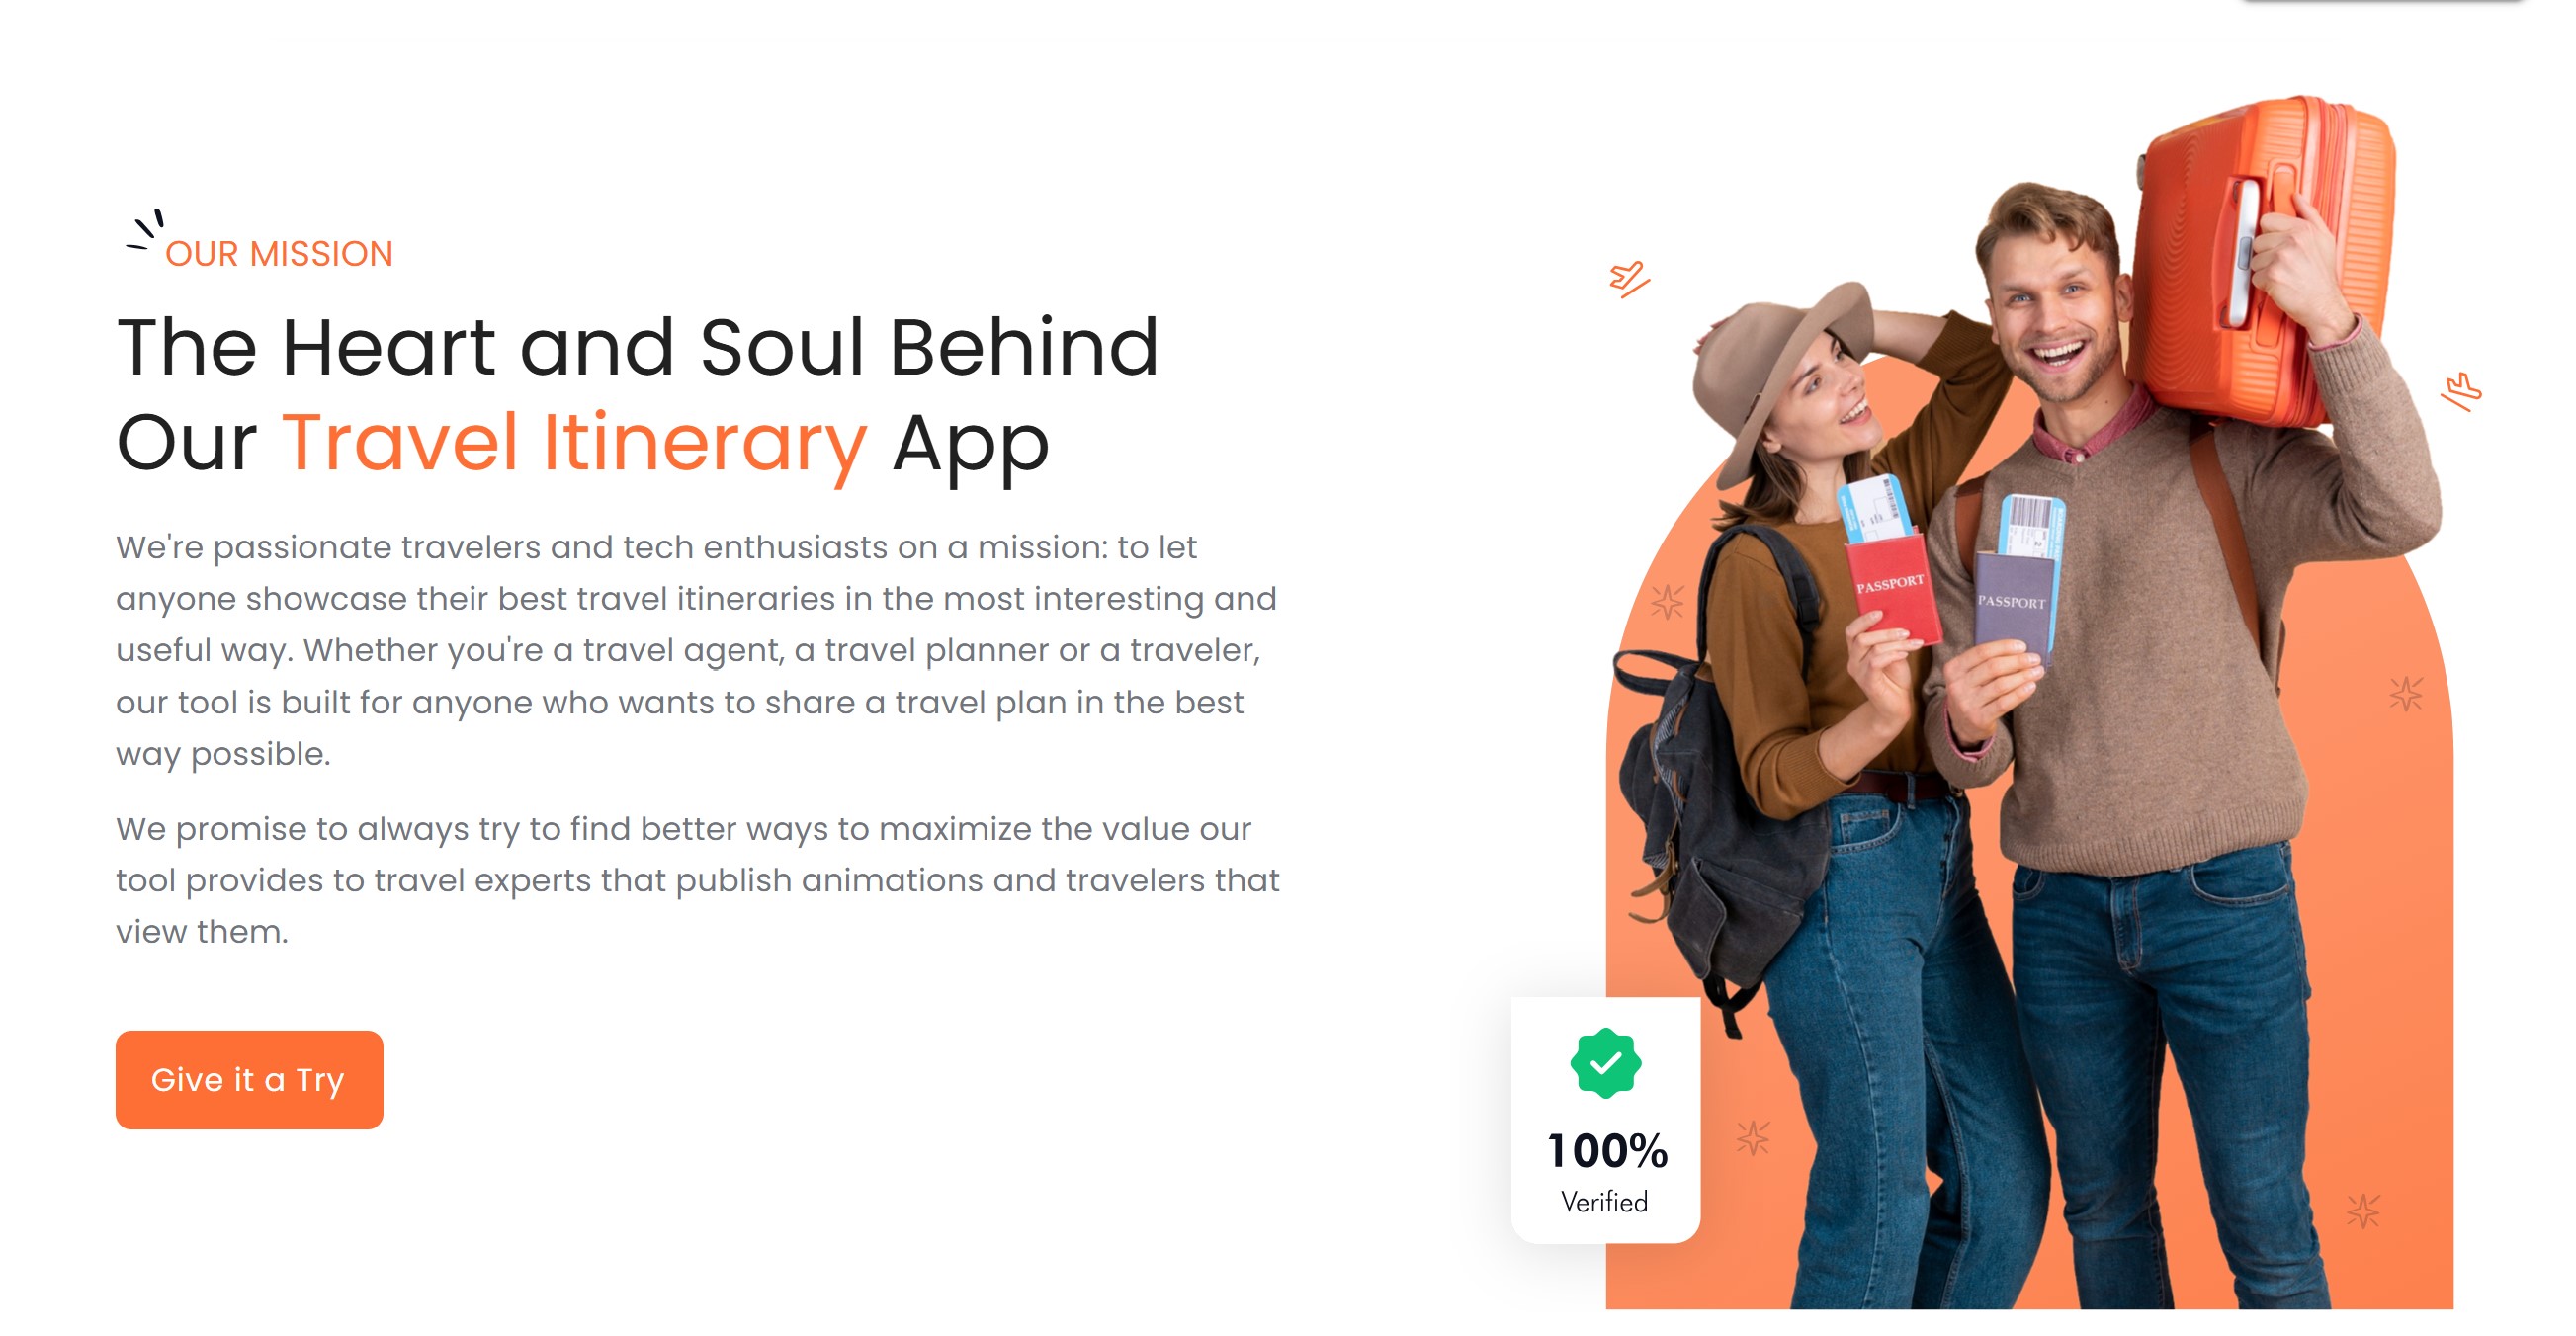 OUR MISSION
The Heart and Soul Behind
Our Travel Itinerary App
We're passionate travelers and tech enthusiasts on a mission: to let
anyone showcase their best travel itineraries in the most interesting and
useful way. Whether you're a travel agent, a travel planner or a traveler,
our tool is built for anyone who wants to share a travel plan in the best
way possible.
We promise to always try to find better ways to maximize the value our
tool provides to travel experts that publish animations and travelers that
view them.
Give it a Try
PASSPORT
PASSPORT
100%
Verified